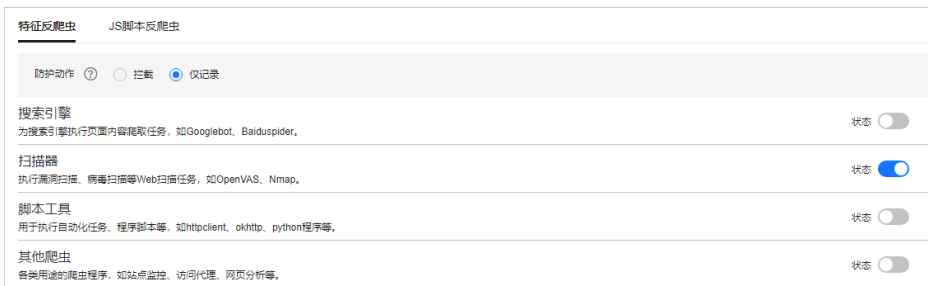 特征反爬虫 JS脚本反爬虫
防护动作 ? 拦截 仅记录
搜索引擎
为搜索引擎执行页面内容爬取任务，如Googlebot、Baiduspider。
状态
扫描器
执行漏洞扫描、病毒扫描等Web扫描任务，如OpenVAS、Nmap。
状态
脚本工具
用于执行自动化任务、程序脚本等，如httpclient、okhttp、python程序等。
状态
其他爬虫
各类用途的爬虫程序，如站点监控、访问代理、网页分析等。
状态